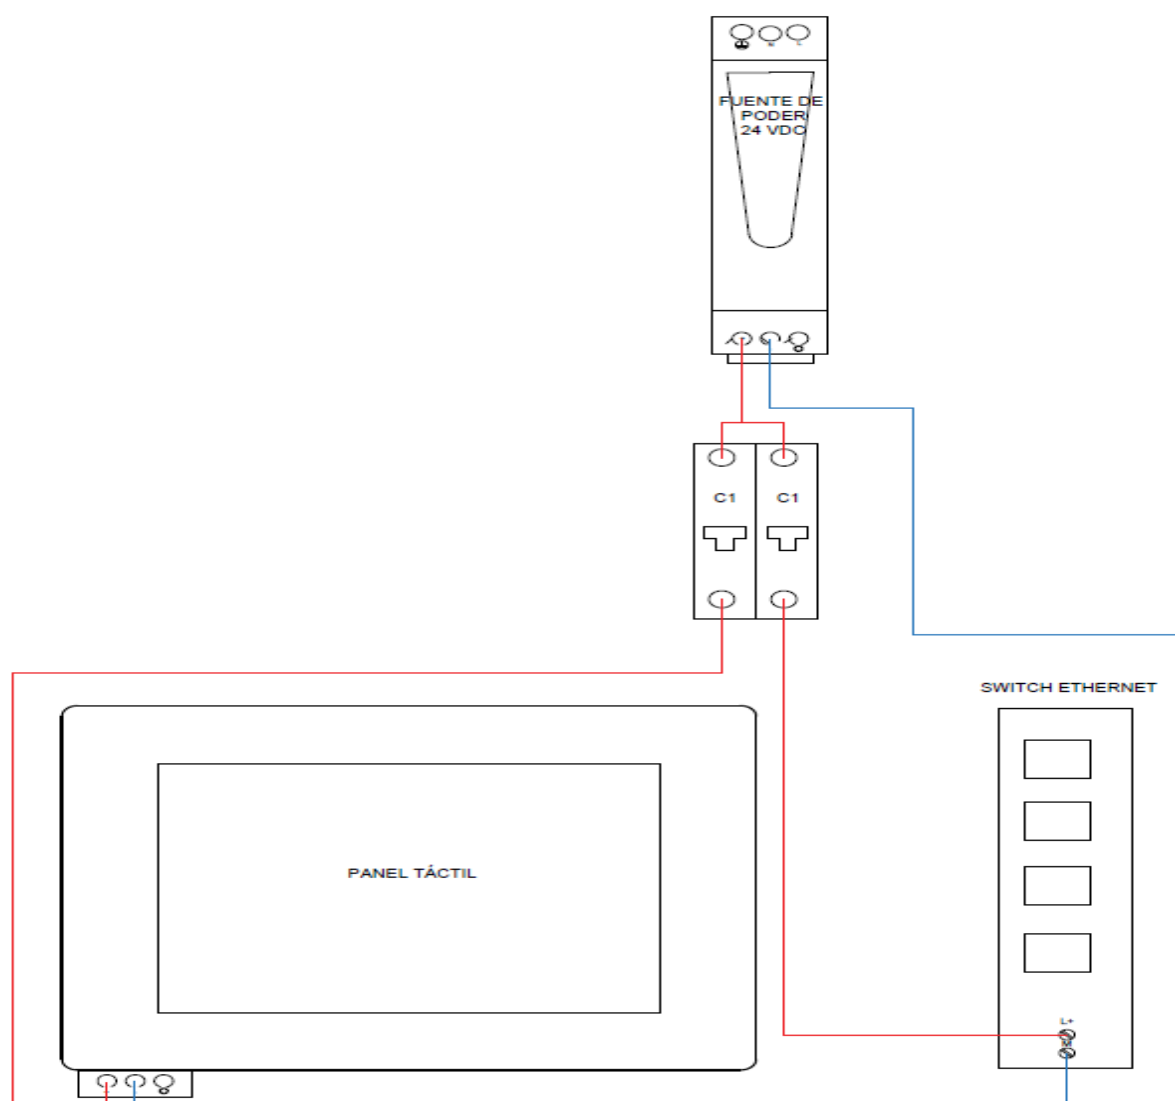 N L
FUENTE DE
PODER
24 VDC
C1 C1
SWITCH ETHERNET
PANEL TÁCTIL
L+
M